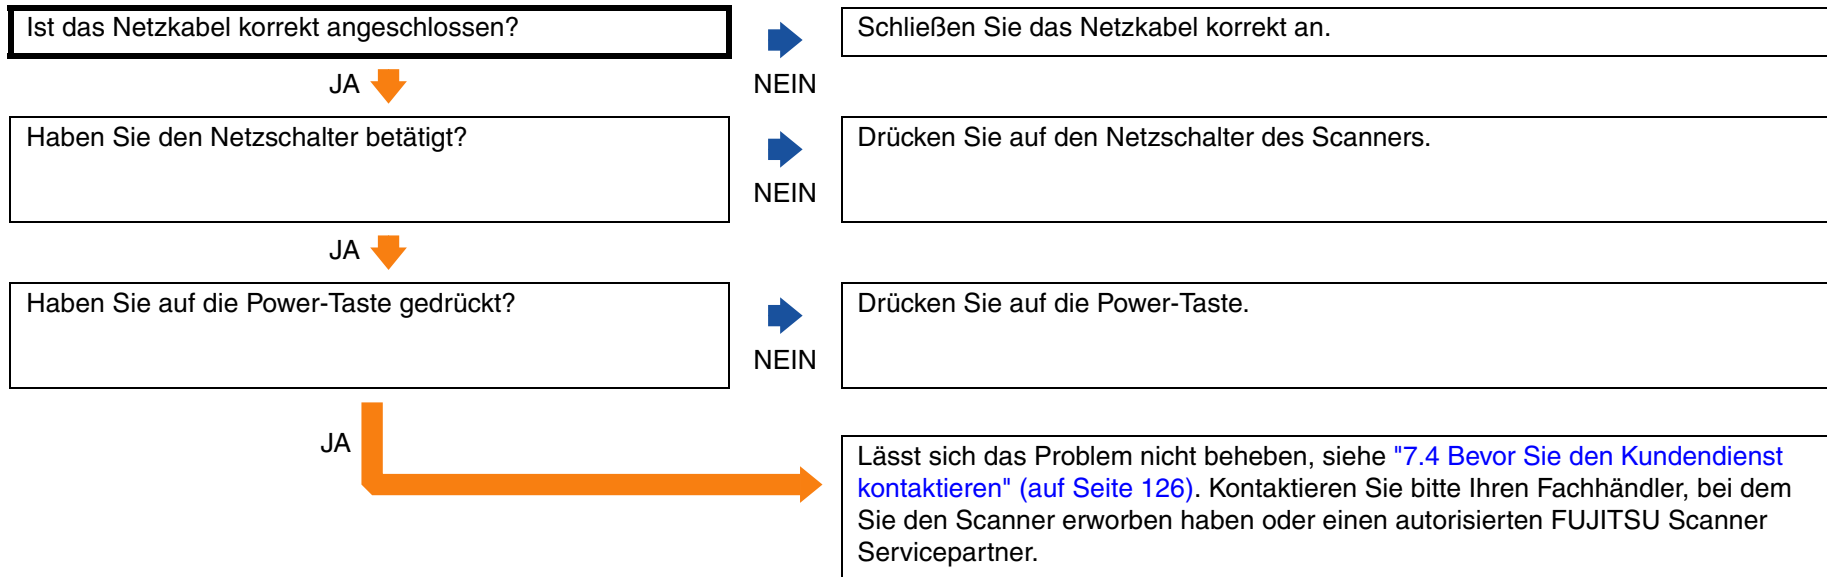 Ist das Netzkabel korrekt angeschlossen?
Schließen Sie das Netzkabel korrekt an.
JA
NEIN
Haben Sie den Netzschalter betätigt?
Drücken Sie auf den Netzschalter des Scanners.
NEIN
JA
Haben Sie auf die Power-Taste gedrückt?
Drücken Sie auf die Power-Taste.
NEIN
JA
Lässt sich das Problem nicht beheben, siehe "7.4 Bevor Sie den Kundendienst
kontaktieren" (auf Seite 126). Kontaktieren Sie bitte Ihren Fachhändler, bei dem
Sie den Scanner erworben haben oder einen autorisierten FUJITSU Scanner
Servicepartner.